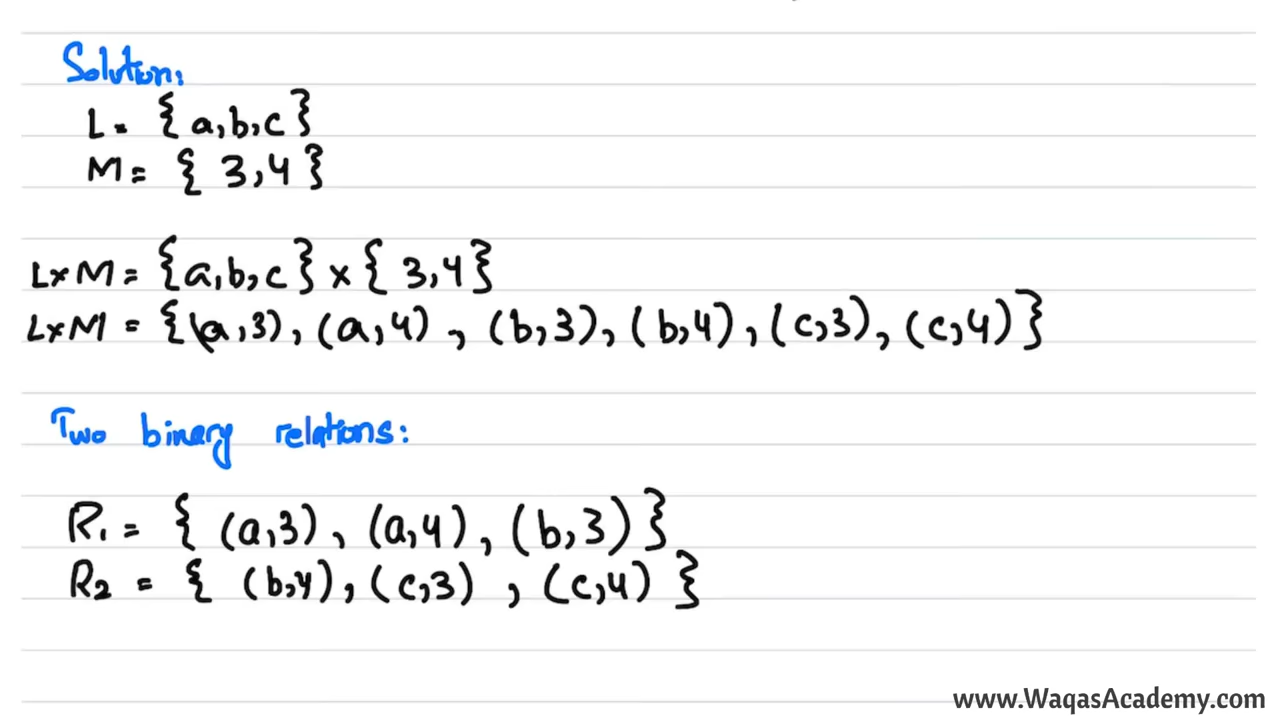 Solution:
L = {a,b,c}
M = { 3,4 }
L×M = {a,b,c} × { 3,4}
L×M = {(a,3), (a,4) , (b,3), (b,4), (c,3), (c,4)}
Two binary relations:
R1 = { (a,3), (a,4), (b,3)}
R2 = { (b,4), (c,3) , (c,4) }
www.WaqasAcademy.com